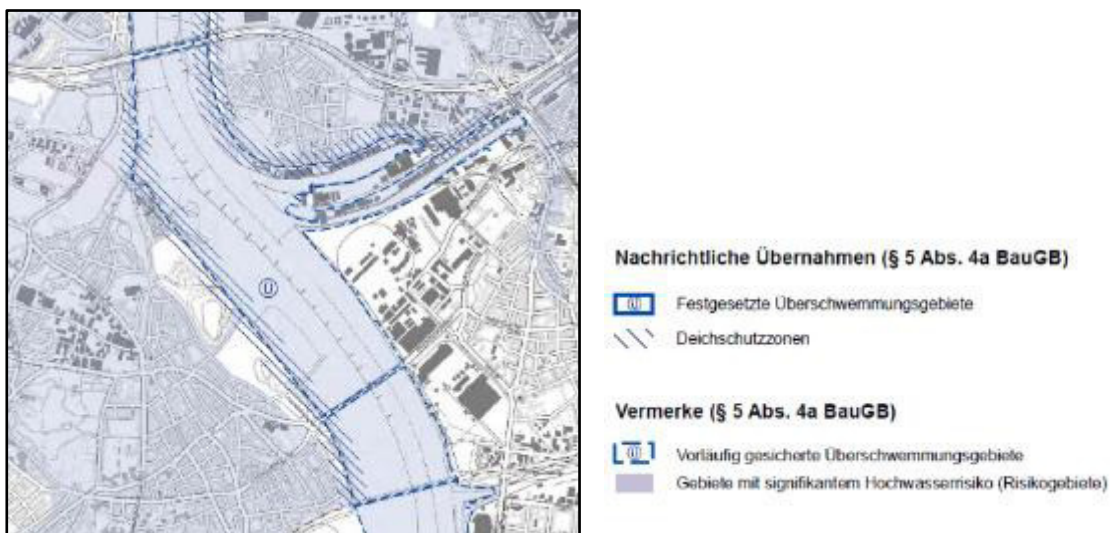 Ü
Nachrichtliche Übernahmen (§ 5 Abs. 4a BauGB)
Ü Festgesetzte Überschwemmungsgebiete
Deichschutzzonen
Vermerke (§ 5 Abs. 4a BauGB)
Ü Vorläufig gesicherte Überschwemmungsgebiete
Gebiete mit signifikantem Hochwasserrisiko (Risikogebiete)